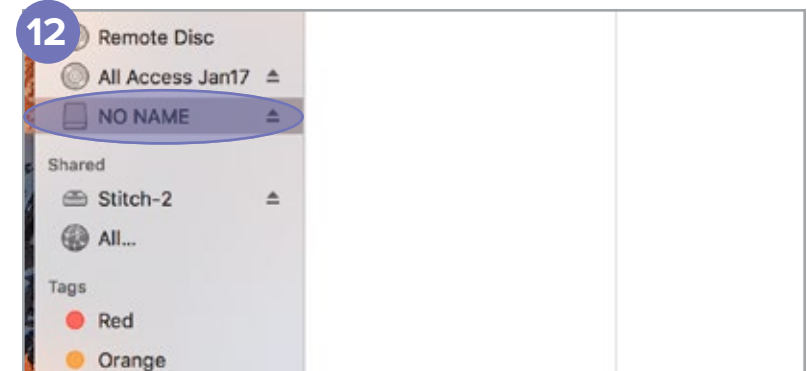 12
Remote Disc
All Access Jan17
NO NAME
Shared
Stitch-2
All...
Tags
Red
Orange